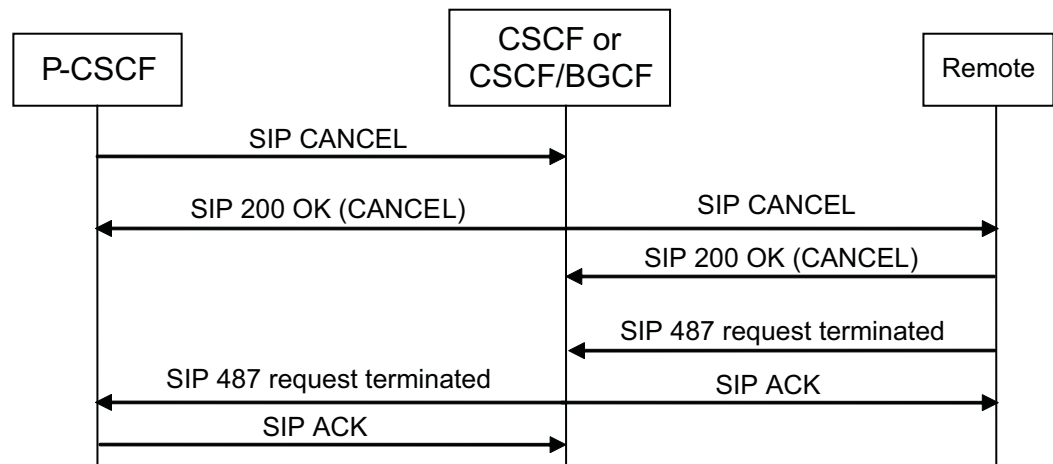 P-CSCF
CSCF or
CSCF/BGCF
Remote
SIP CANCEL
SIP 200 OK (CANCEL)
SIP CANCEL
SIP 200 OK (CANCEL)
SIP 487 request terminated
SIP 487 request terminated
SIP ACK
SIP ACK